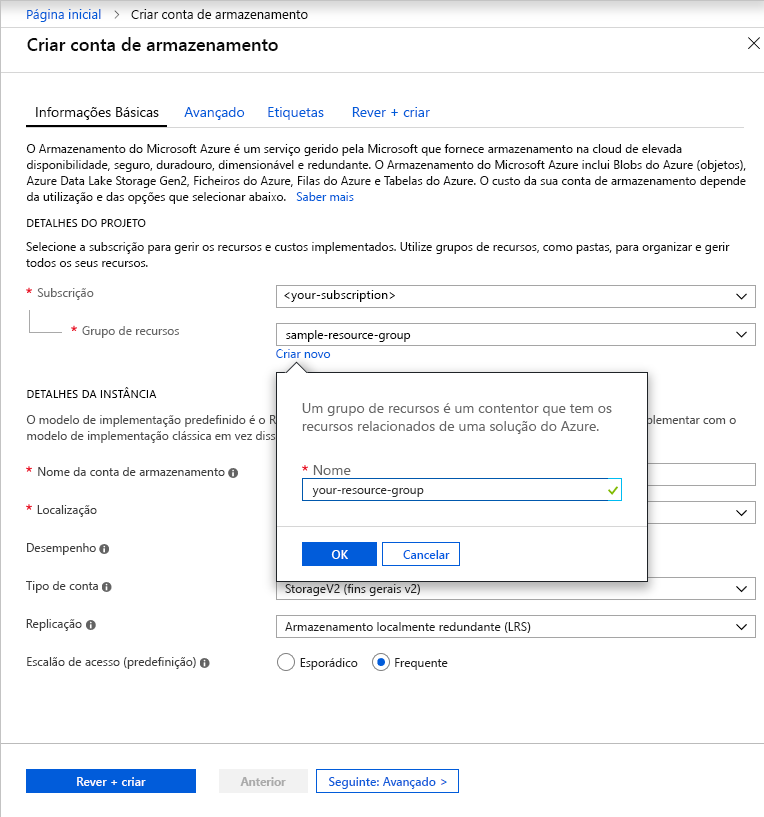 Página inicial > Criar conta de armazenamento
Criar conta de armazenamento
Informações Básicas Avançado Etiquetas Rever + criar
O Armazenamento do Microsoft Azure é um serviço gerido pela Microsoft que fornece armazenamento na cloud de elevada
disponibilidade, seguro, duradouro, dimensionável e redundante. O Armazenamento do Microsoft Azure inclui Blobs do Azure (objetos),
Azure Data Lake Storage Gen2, Ficheiros do Azure, Filas do Azure e Tabelas do Azure. O custo da sua conta de armazenamento depende
da utilização e das opções que selecionar abaixo. Saber mais
DETALHES DO PROJETO
Selecione a subscrição para gerir os recursos e custos implementados. Utilize grupos de recursos, como pastas, para organizar e gerir
todos os seus recursos.
* Subscrição
<your-subscription>
* Grupo de recursos
sample-resource-group
Criar novo
DETALHES DA INSTÂNCIA
O modelo de implementação predefinido é o R
plementar com o
modelo de implementação clássica em vez diss
Um grupo de recursos é um contentor que tem os
recursos relacionados de uma solução do Azure.
* Nome
your-resource-group
OK Cancelar
* Nome da conta de armazenamento
* Localização
Desempenho
Tipo de conta
StorageV2 (fins gerais v2)
Replicação
Armazenamento localmente redundante (LRS)
Escalão de acesso (predefinição)
Esporádico Frequente
Rever + criar Anterior Seguinte: Avançado >